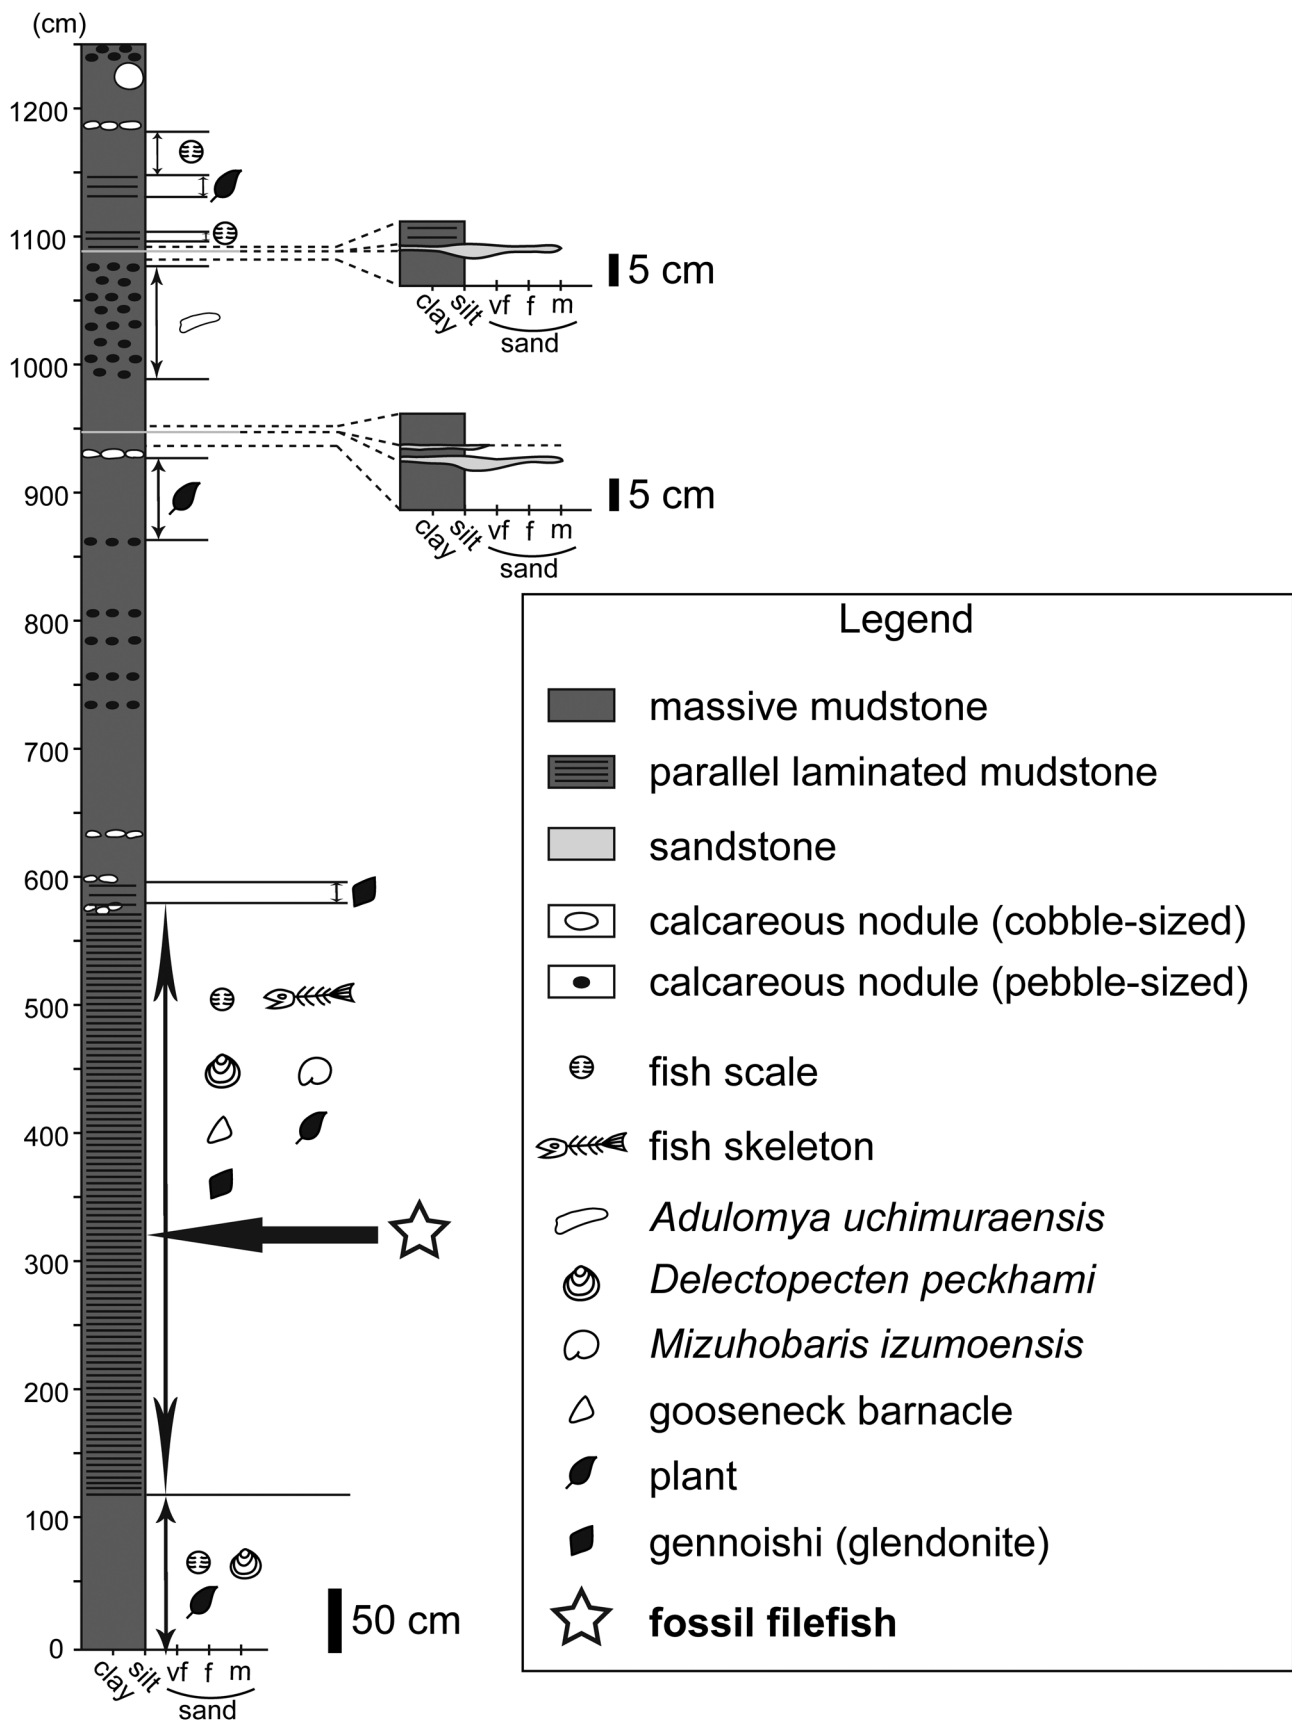 (cm)
1200
1100
1000
900
800
700
600
500
400
300
200
100
0
clay silt vf f m
sand
50 cm
clay silt vf f m
sand
5 cm
clay silt vf f m
sand
5 cm
Legend
massive mudstone
parallel laminated mudstone
sandstone
calcareous nodule (cobble-sized)
calcareous nodule (pebble-sized)
fish scale
fish skeleton
Adulomya uchimuraensis
Delectopecten peckhami
Mizuhobaris izumoensis
gooseneck barnacle
plant
gennoishi (glendonite)
fossil filefish